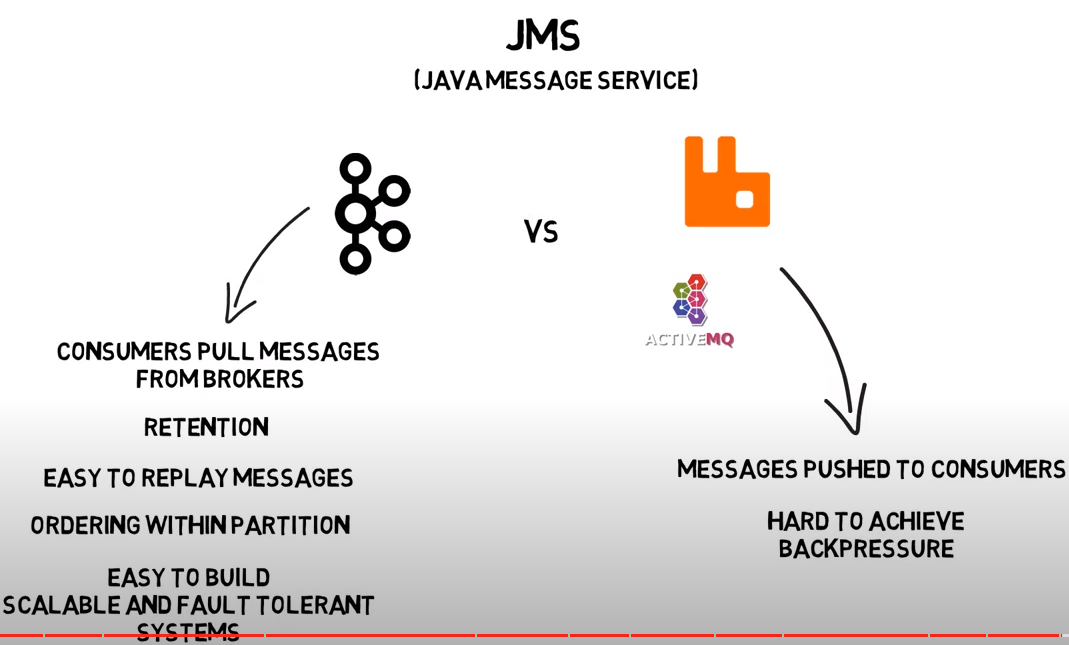 JMS
(JAVA MESSAGE SERVICE)
VS
ACTIVEMQ
CONSUMERS PULL MESSAGES
FROM BROKERS
RETENTION
EASY TO REPLAY MESSAGES
ORDERING WITHIN PARTITION
EASY TO BUILD
SCALABLE AND FAULT TOLERANT
SYSTEMS
MESSAGES PUSHED TO CONSUMERS
HARD TO ACHIEVE
BACKPRESSURE